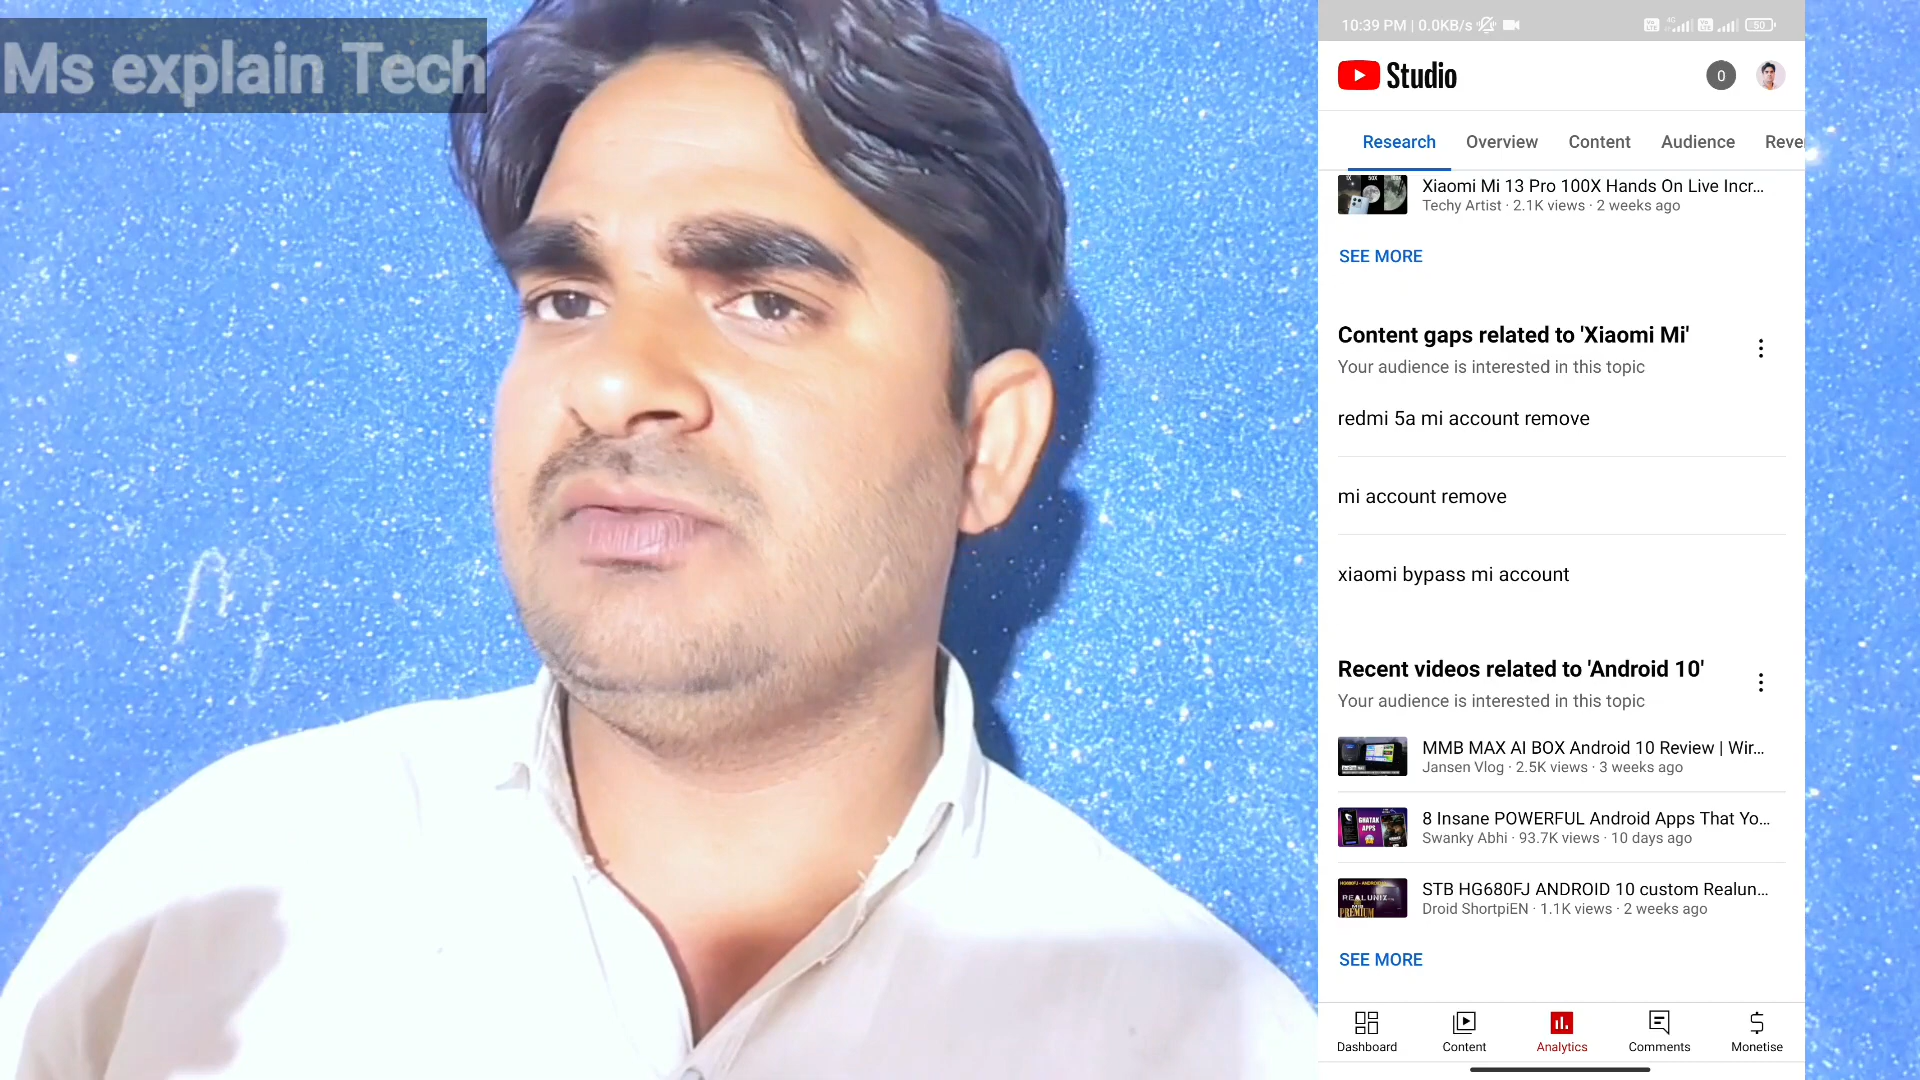 Ms explain Tech
10:39 PM | 0.0KB/s
4G
50
Studio
0
Research Overview Content Audience Reve
Xiaomi Mi 13 Pro 100X Hands On Live Incr...
Techy Artist · 2.1K views · 2 weeks ago
SEE MORE
Content gaps related to 'Xiaomi Mi'
Your audience is interested in this topic
redmi 5a mi account remove
mi account remove
xiaomi bypass mi account
Recent videos related to 'Android 10'
Your audience is interested in this topic
MMB MAX AI BOX Android 10 Review | Wir...
Jansen Vlog · 2.5K views · 3 weeks ago
8 Insane POWERFUL Android Apps That Yo...
Swanky Abhi · 93.7K views · 10 days ago
GHATAK
APPS
STB HG680FJ ANDROID 10 custom Realun...
Droid ShortpiEN · 1.1K views · 2 weeks ago
PREMIUM
SEE MORE
Dashboard Content Analytics Comments Monetise